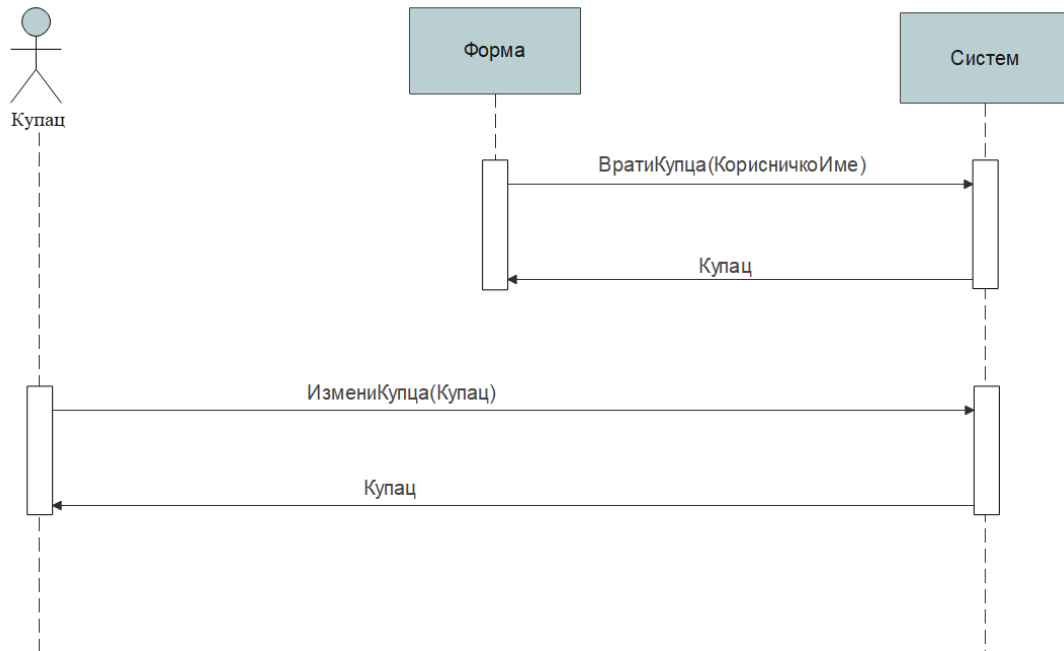 Форма
Систем
Купац
ВратиКупца(КорисничкоИме)
Купац
ИзмениКупца(Купац)
Купац